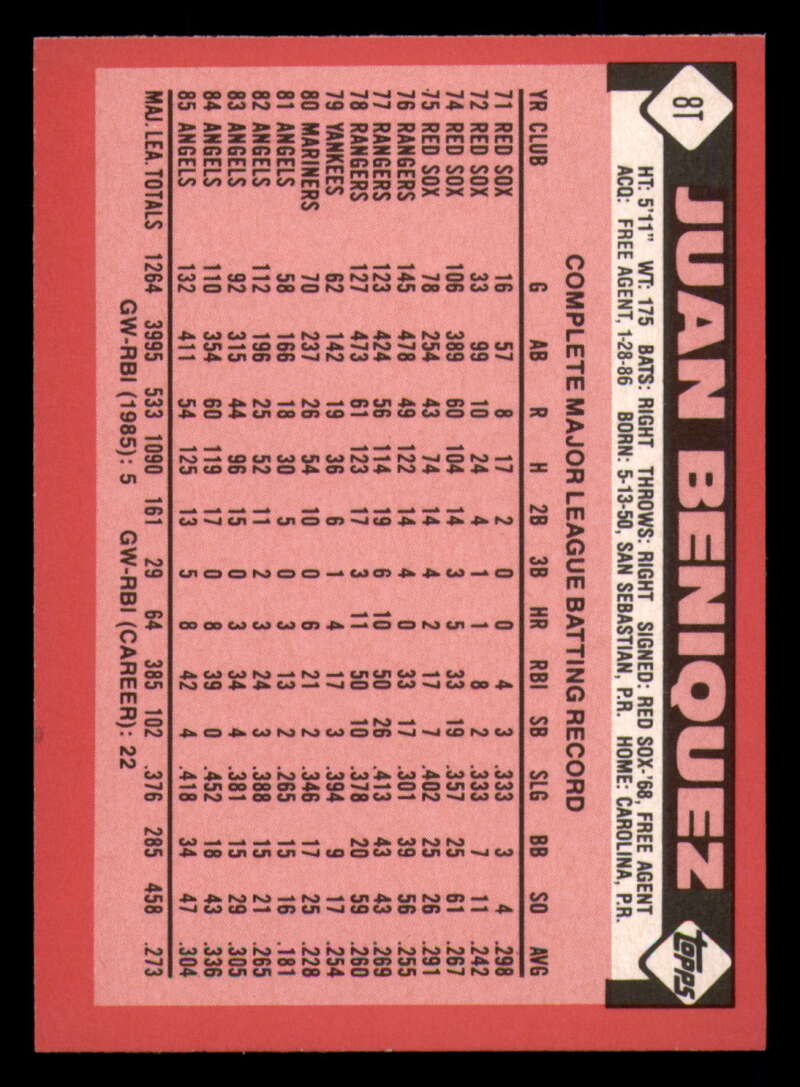 8T
JUAN BENIQUEZ
topps
HT: 5'11" WT: 175 BATS: RIGHT THROWS: RIGHT SIGNED: RED SOX-'68, FREE AGENT
ACQ: FREE AGENT, 1-28-86 BORN: 5-13-50, SAN SEBASTIAN, P.R. HOME: CAROLINA, P.R.
COMPLETE MAJOR LEAGUE BATTING RECORD
YR CLUB G AB R H 2B 3B HR RBI SB SLG BB SO AVG
71 RED SOX 16 57 8 17 2 0 0 4 3 .333 3 4 .298
72 RED SOX 33 99 10 24 4 1 1 8 2 .333 7 11 .242
74 RED SOX 106 389 60 104 14 3 5 33 19 .357 25 61 .267
75 RED SOX 78 254 43 74 14 4 2 17 7 .402 25 26 .291
76 RANGERS 145 478 49 122 14 4 0 33 17 .301 39 56 .255
77 RANGERS 123 424 56 114 19 6 10 50 26 .413 43 43 .269
78 RANGERS 127 473 61 123 17 3 11 50 10 .378 20 59 .260
79 YANKEES 62 142 19 36 6 1 4 17 3 .394 9 17 .254
80 MARINERS 70 237 26 54 10 0 6 21 2 .346 17 25 .228
81 ANGELS 58 166 18 30 5 0 3 13 2 .265 15 16 .181
82 ANGELS 112 196 25 52 11 2 3 24 3 .388 15 21 .265
83 ANGELS 92 315 44 96 15 0 3 34 4 .381 15 29 .305
84 ANGELS 110 354 60 119 17 0 8 39 0 .452 18 43 .336
85 ANGELS 132 411 54 125 13 5 8 42 4 .418 34 47 .304
MAJ. LEA. TOTALS 1264 3995 533 1090 161 29 64 385 102 .376 285 458 .273
GW-RBI (1985): 5 GW-RBI (CAREER): 22